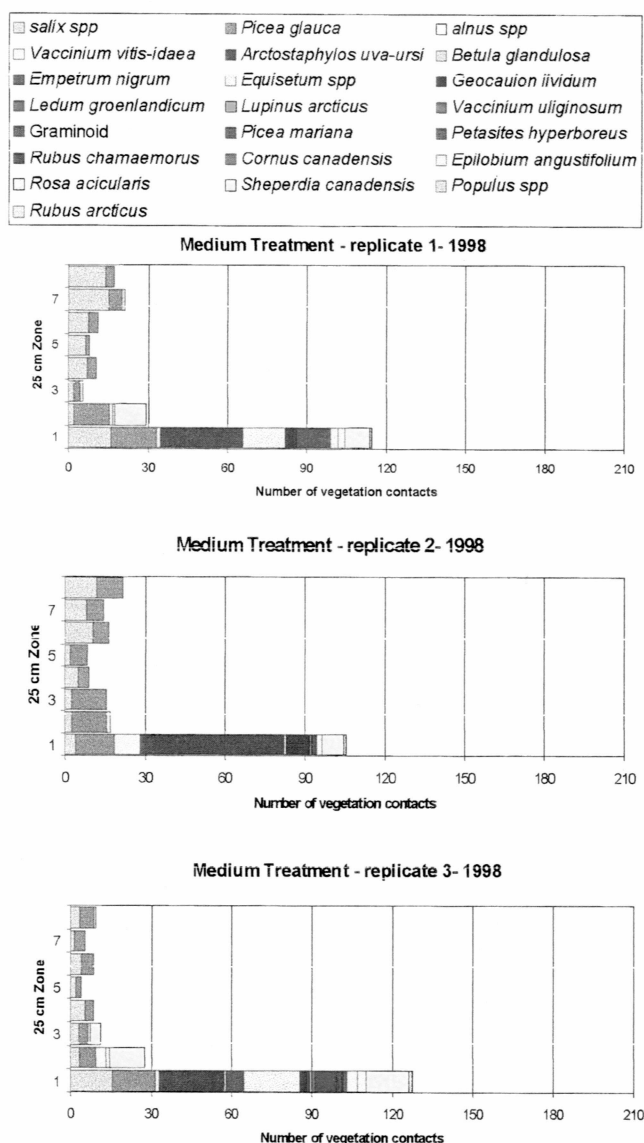 salix spp Picea glauca alnus spp
Vaccinium vitis-idaea Arctostaphylos uva-ursi Betula glandulosa
Empetrum nigrum Equisetum spp Geocauion iividum
Ledum groenlandicum Lupinus arcticus Vaccinium uliginosum
Graminoid Picea mariana Petasites hyperboreus
Rubus chamaemorus Cornus canadensis Epilobium angustifolium
Rosa acicularis Sheperdia canadensis Populus spp
Rubus arcticus
Medium Treatment - replicate 1- 1998
25 cm Zone
7
5
3
1
0 30 60 90 120 150 180 210
Number of vegetation contacts
Medium Treatment - replicate 2- 1998
25 cm Zone
7
5
3
1
0 30 60 90 120 150 180 210
Number of vegetation contacts
Medium Treatment - replicate 3- 1998
25 cm Zone
7
5
3
1
0 30 60 90 120 150 180 210
Number of vegetation contacts